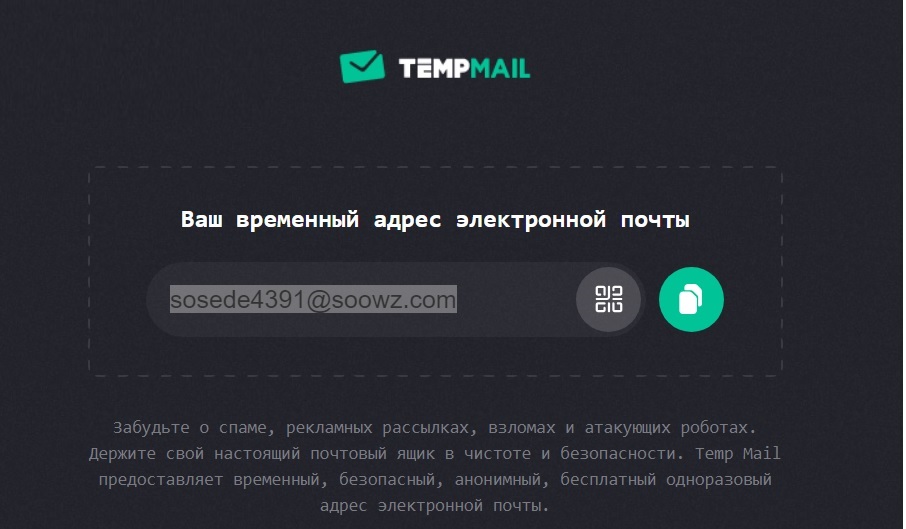 TEMPMAIL
Ваш временный адрес электронной почты
sosede4391@soowz.com
Забудьте о спаме, рекламных рассылках, взломах и атакующих роботах.
Держите свой настоящий почтовый ящик в чистоте и безопасности. Temp Mail
предоставляет временный, безопасный, анонимный, бесплатный одноразовый
адрес электронной почты.